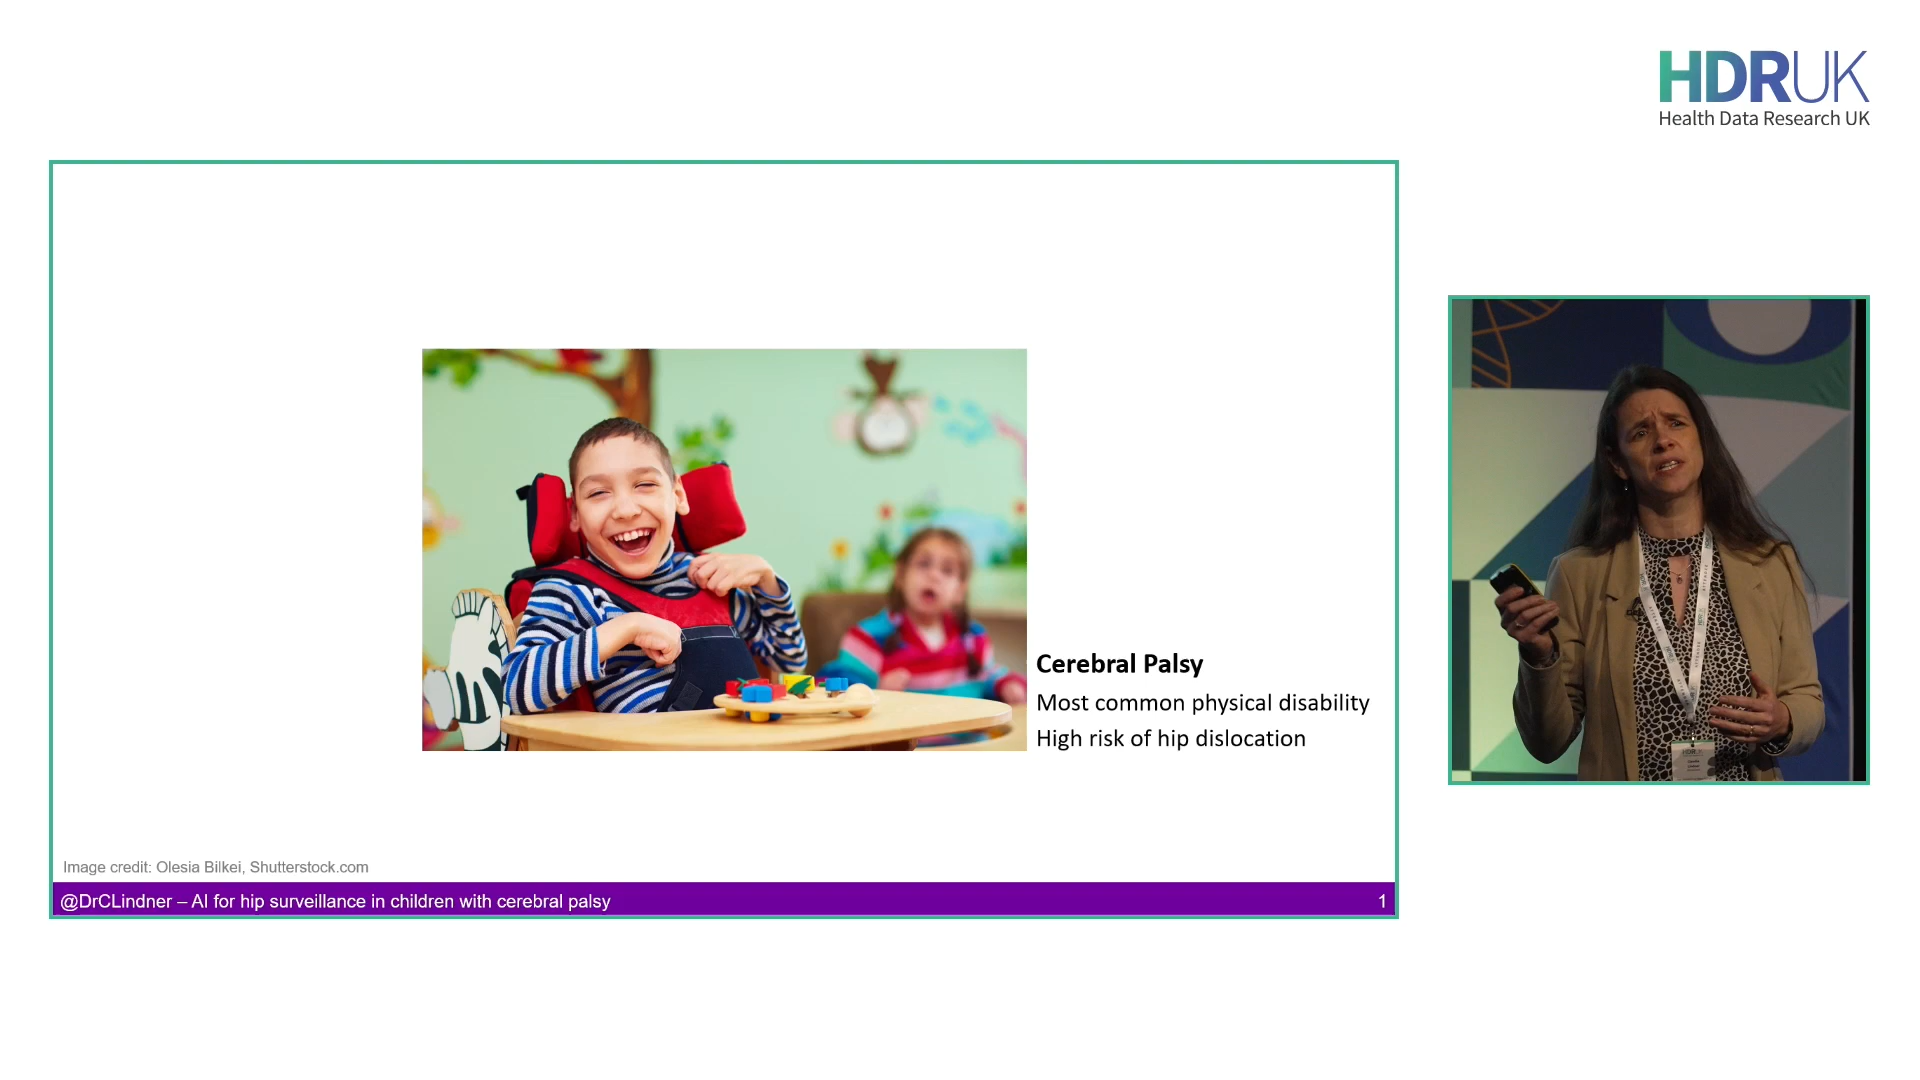 HDRUK
Health Data Research UK
Cerebral Palsy
Most common physical disability
High risk of hip dislocation
Image credit: Olesia Bilkei, Shutterstock.com
@DrCLindner – AI for hip surveillance in children with cerebral palsy
1